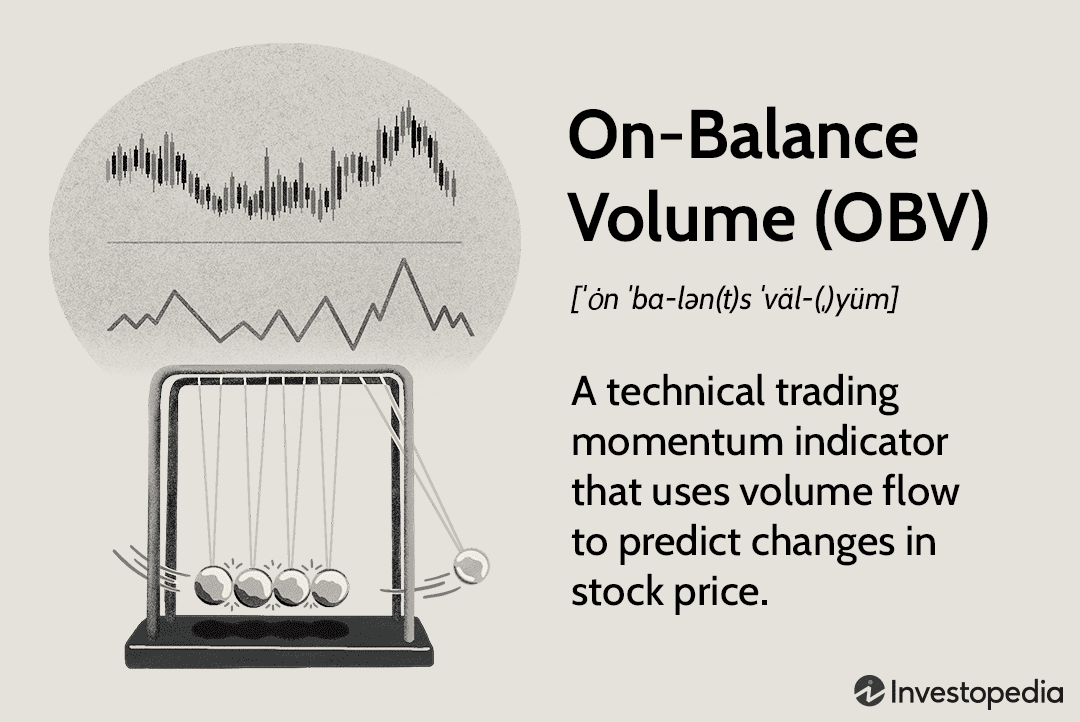 On-Balance
Volume (OBV)
[ˈȯn ˈba-lən(t)s ˈväl-(ˌ)yüm]
A technical trading
momentum indicator
that uses volume flow
to predict changes in
stock price.
Investopedia